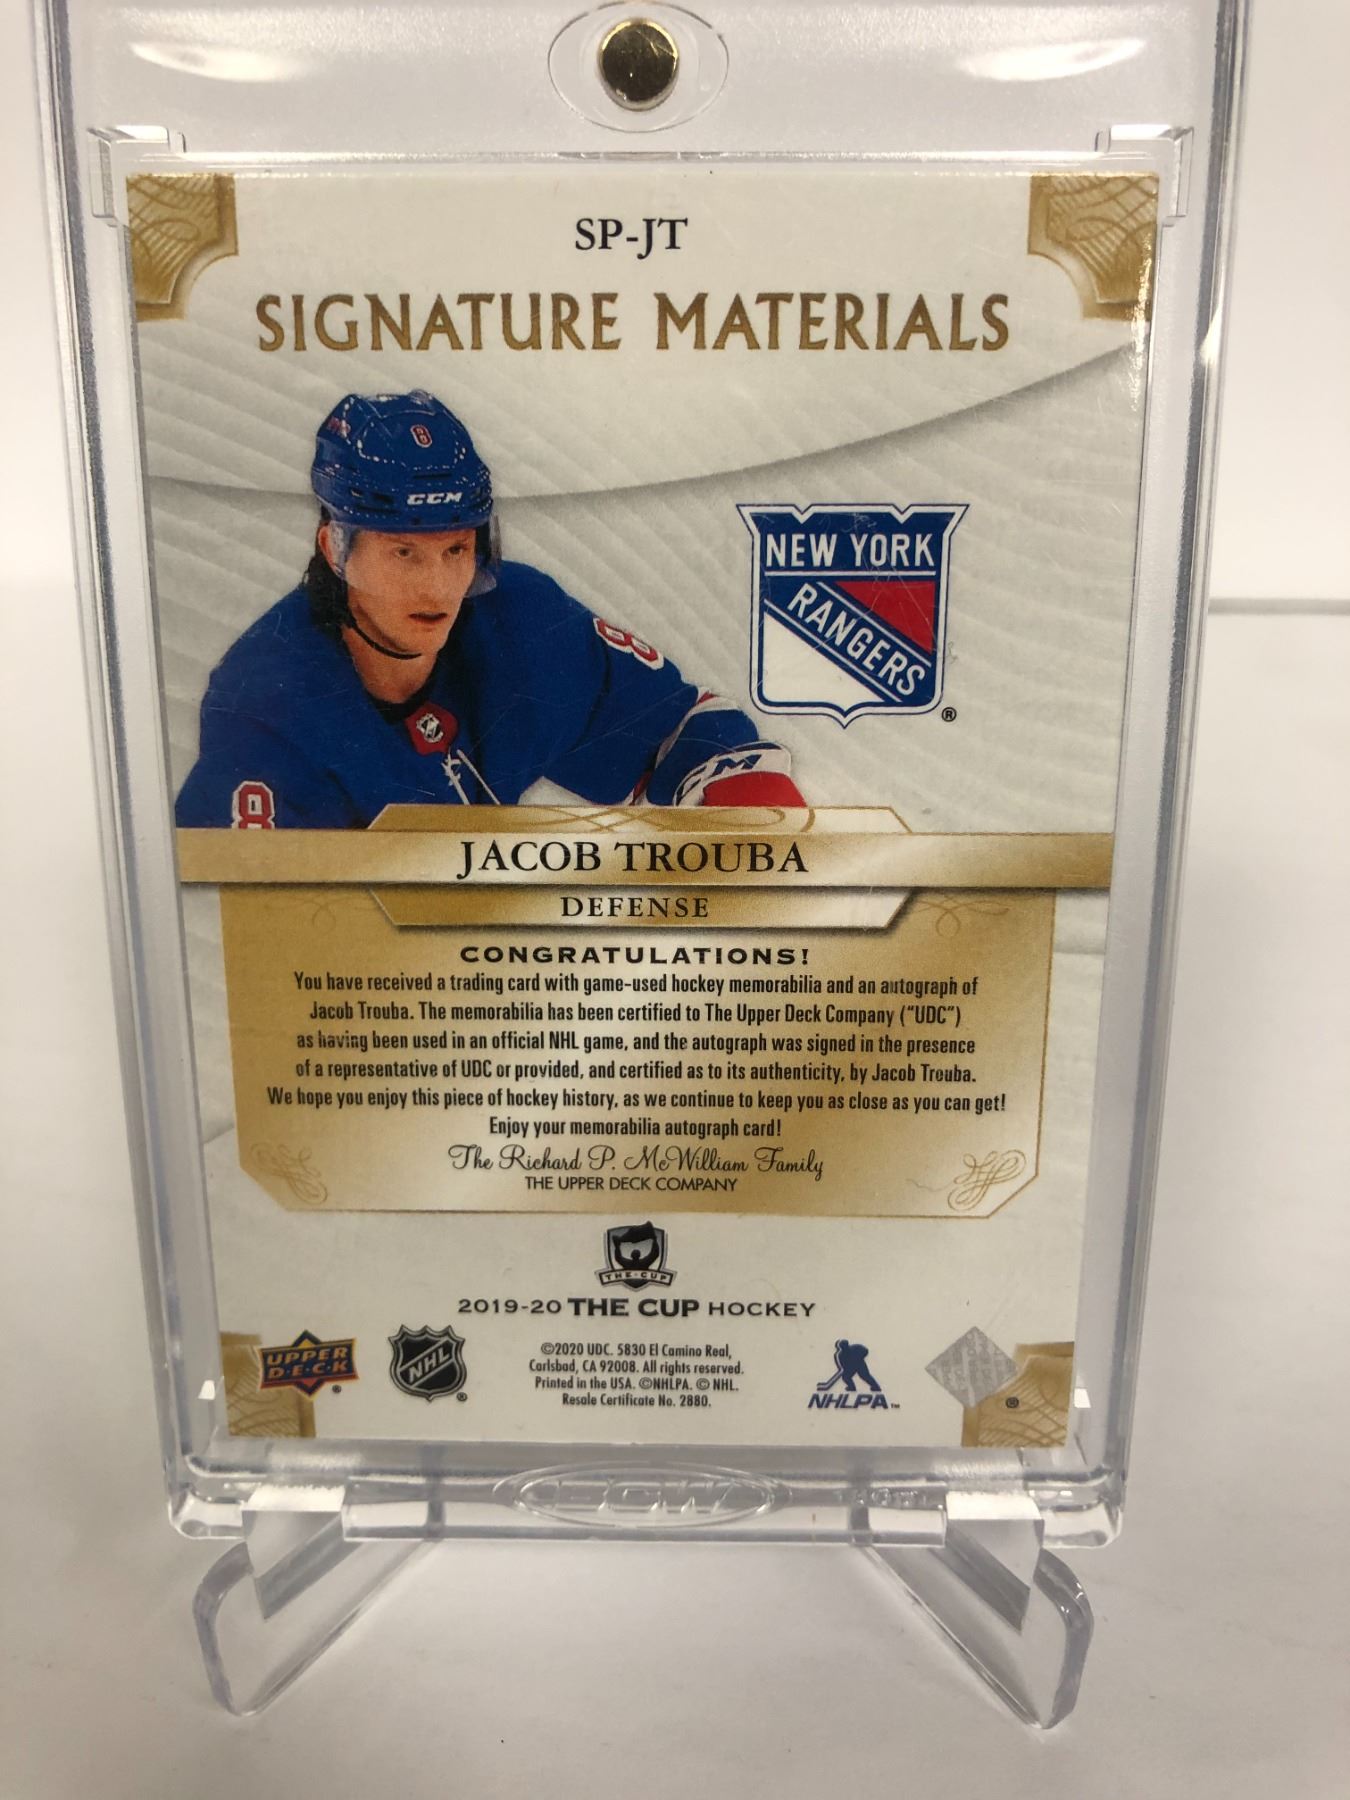 SP-JT
SIGNATURE MATERIALS
8
CCM
8
NEW YORK
RANGERS
®
8
JACOB TROUBA
DEFENSE
CONGRATULATIONS!
You have received a trading card with game-used hockey memorabilia and an autograph of
Jacob Trouba. The memorabilia has been certified to The Upper Deck Company ("UDC")
as having been used in an official NHL game, and the autograph was signed in the presence
of a representative of UDC or provided, and certified as to its authenticity, by Jacob Trouba.
We hope you enjoy this piece of hockey history, as we continue to keep you as close as you can get!
Enjoy your memorabilia autograph card!
The Richard P. McWilliam Family
THE UPPER DECK COMPANY
THE·CUP
2019-20 THE CUP HOCKEY
UPPER
D·E·C·K
®
NHL
®
©2020 UDC. 5830 El Camino Real,
Carlsbad, CA 92008. All rights reserved.
Printed in the USA. ©NHLPA. © NHL.
Resale Certificate No. 2880.
NHLPA™
®
BCW